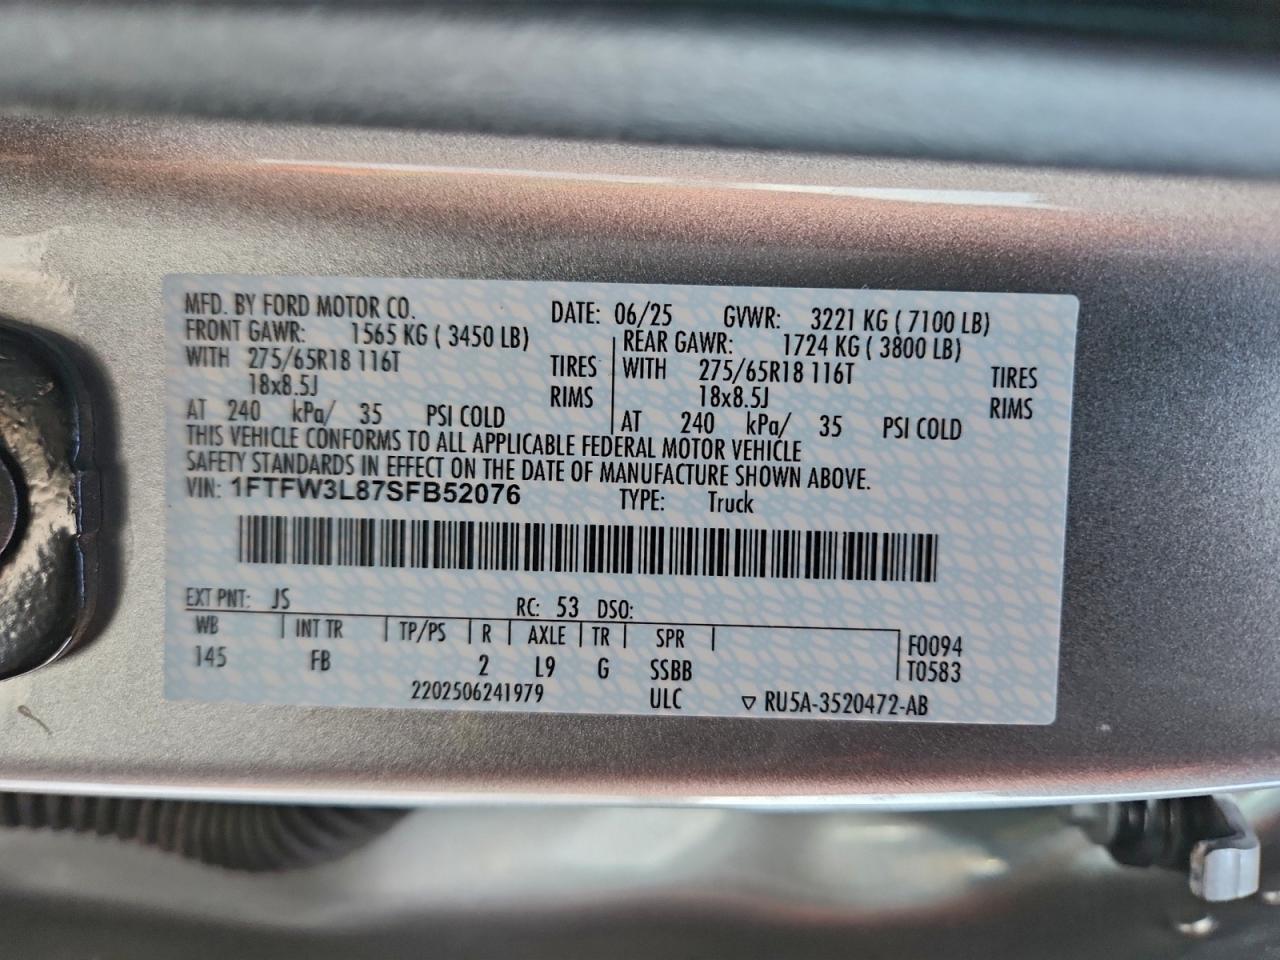 MFD. BY FORD MOTOR CO. DATE: 06/25 GVWR: 3221 KG ( 7100 LB)
FRONT GAWR: 1565 KG ( 3450 LB) REAR GAWR: 1724 KG ( 3800 LB)
WITH 275/65R18 116T TIRES WITH 275/65R18 116T TIRES
18x8.5J RIMS 18x8.5J RIMS
AT 240 kPa/ 35 PSI COLD AT 240 kPa/ 35 PSI COLD
THIS VEHICLE CONFORMS TO ALL APPLICABLE FEDERAL MOTOR VEHICLE
SAFETY STANDARDS IN EFFECT ON THE DATE OF MANUFACTURE SHOWN ABOVE.
VIN: 1FTFW3L87SFB52076 TYPE: Truck
EXT PNT: JS RC: 53 DSO:
WB INT TR TP/PS R AXLE TR SPR F0094
145 FB 2 L9 G SSBB T0583
2202506241979 ULC ▽ RU5A-3520472-AB